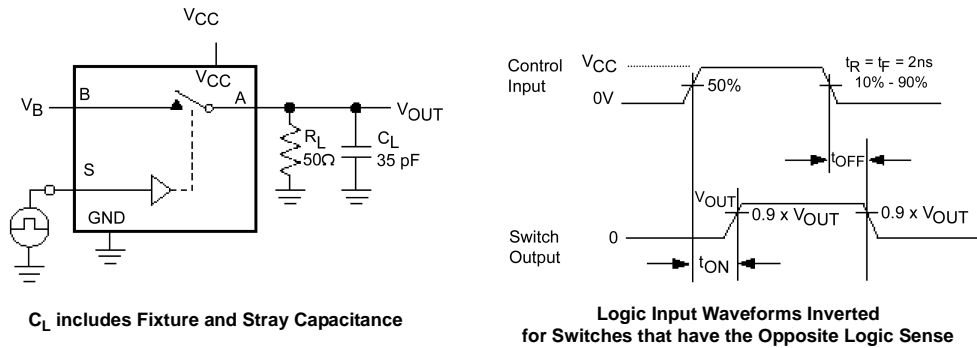 VCC
VCC
VB
B
A
VOUT
RL
50Ω
CL
35 pF
S
GND
CL includes Fixture and Stray Capacitance
Control
Input
VCC
0V
50%
tR = tF = 2ns
10% - 90%
tOFF
VOUT
0.9 x VOUT
0.9 x VOUT
Switch
Output
0
tON
Logic Input Waveforms Inverted
for Switches that have the Opposite Logic Sense